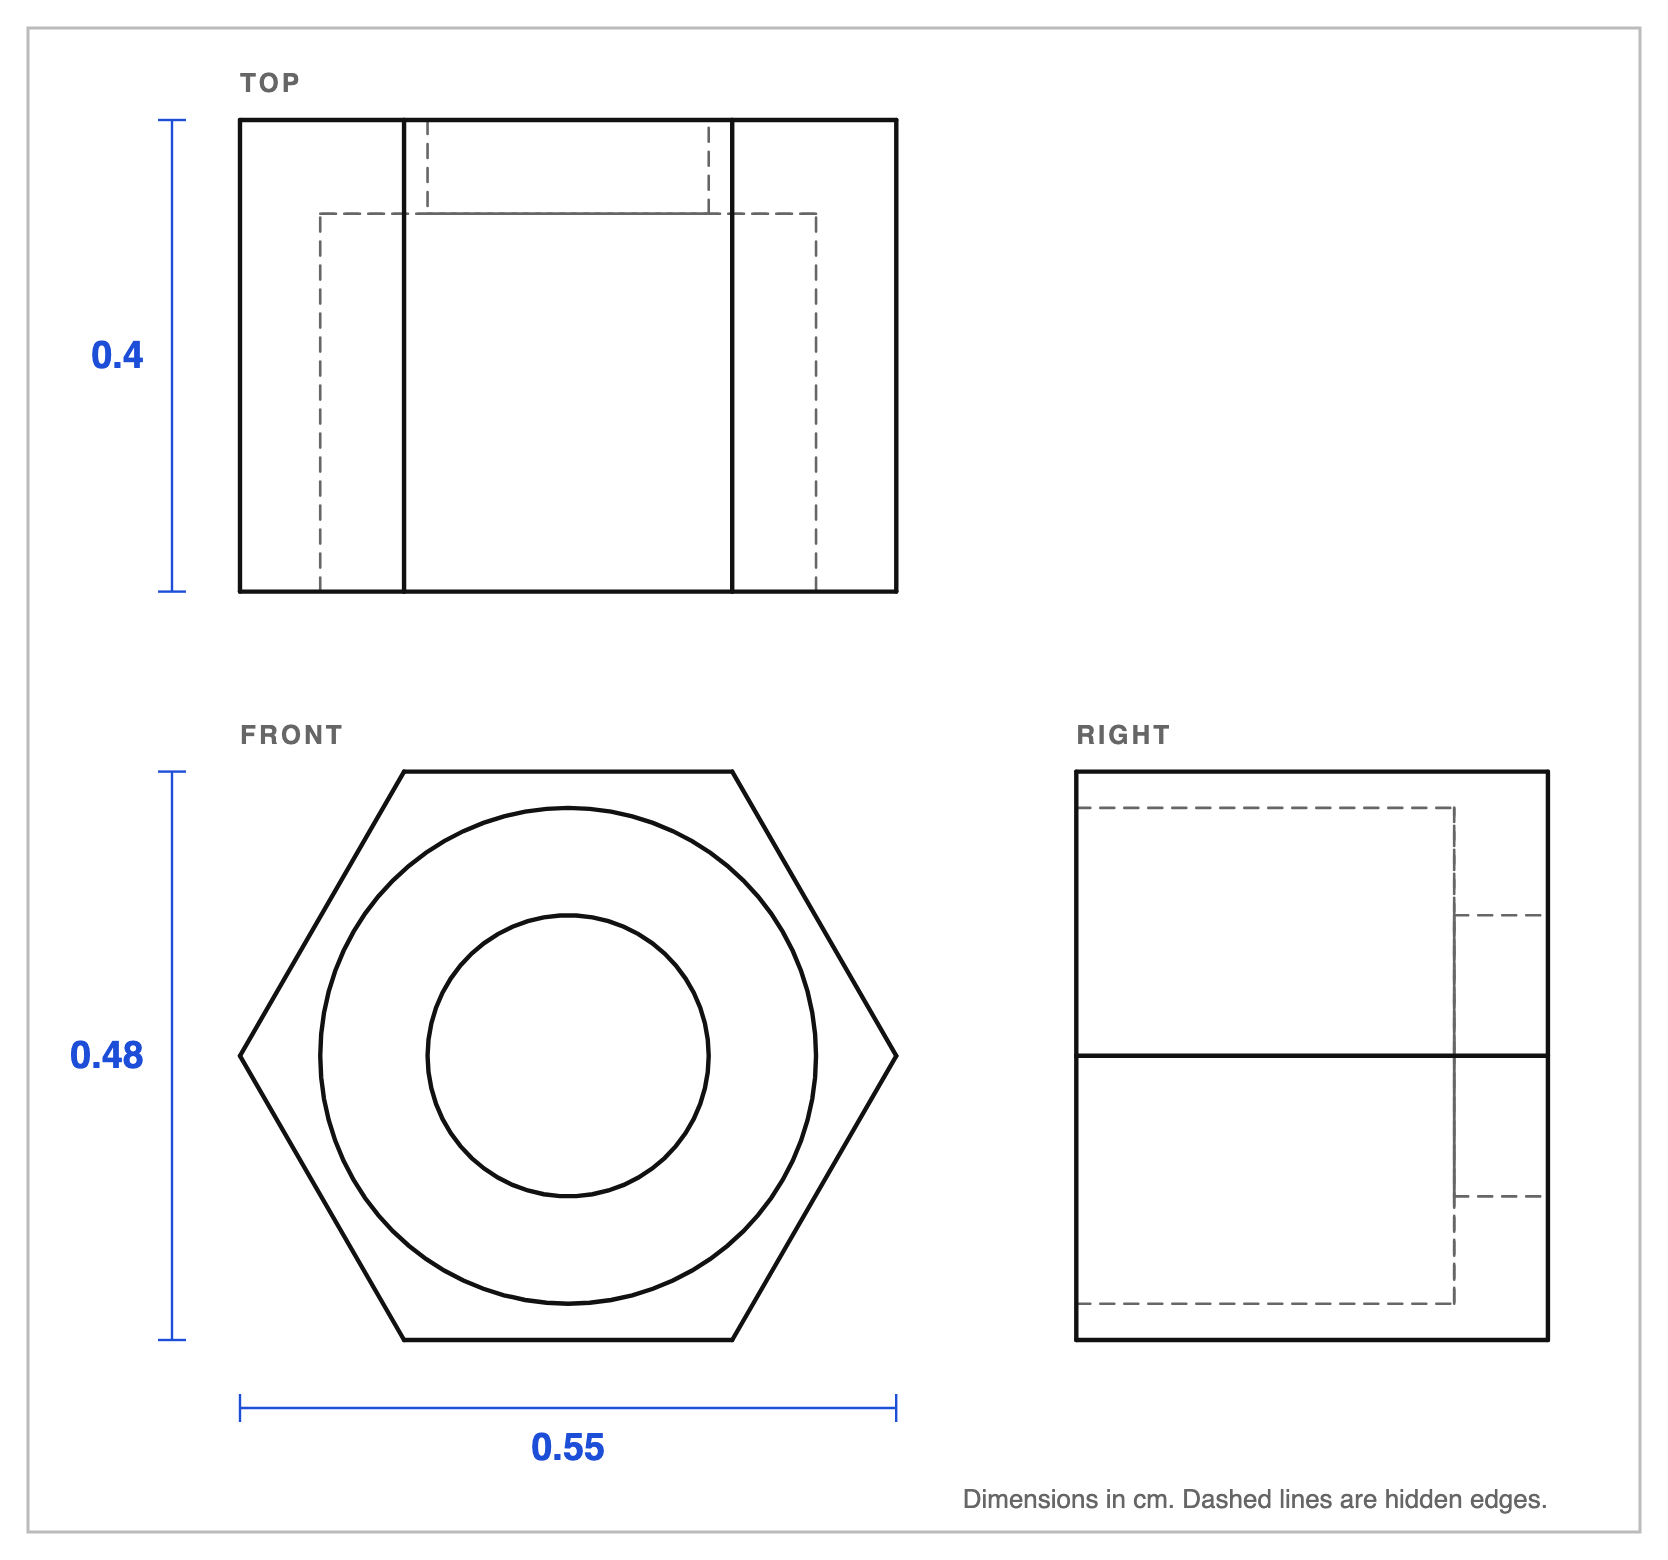 TOP
0.4
FRONT
RIGHT
0.48
0.55
Dimensions in cm. Dashed lines are hidden edges.